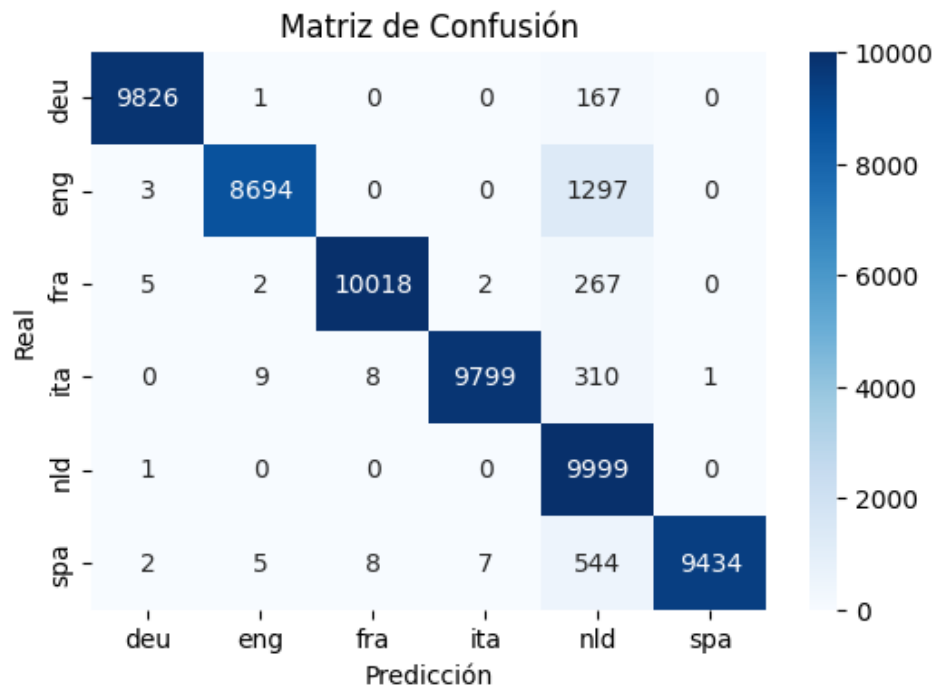 Matriz de Confusión
deu 9826 1 0 0 167 0
eng 3 8694 0 0 1297 0
fra 5 2 10018 2 267 0
ita 0 9 8 9799 310 1
nld 1 0 0 0 9999 0
spa 2 5 8 7 544 9434
deu eng fra ita nld spa
Predicción
Real
10000
8000
6000
4000
2000
0